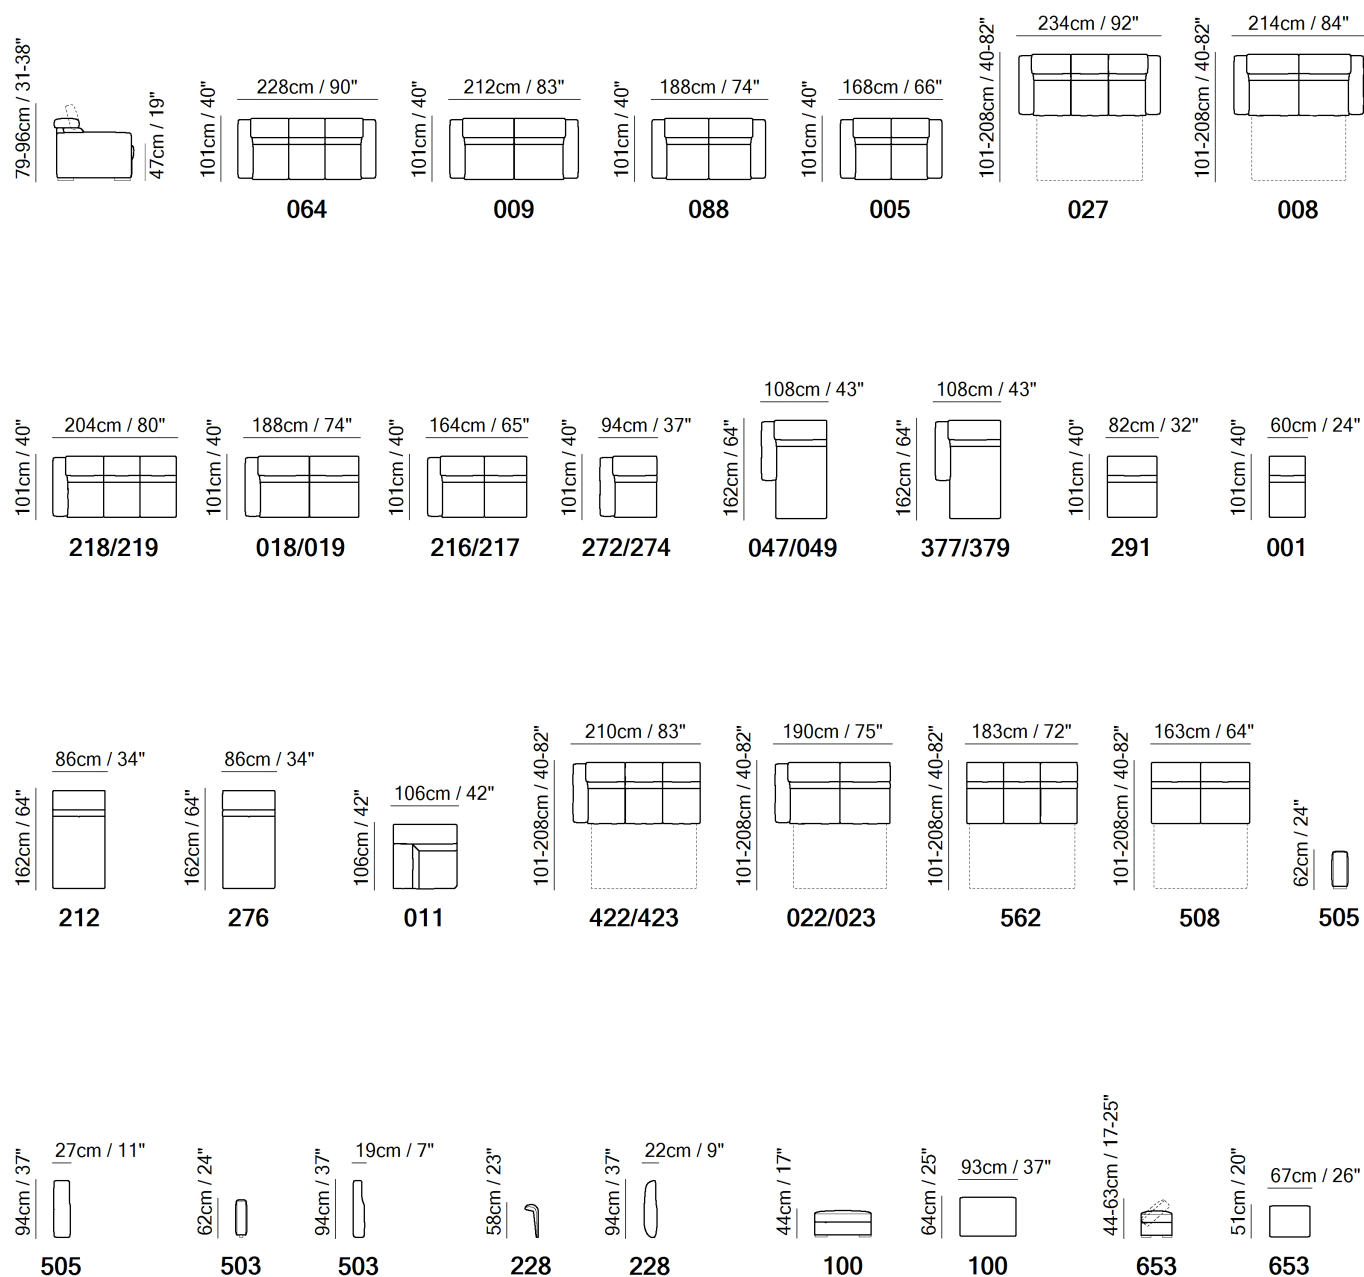 79-96cm / 31-38"
47cm / 19"
101cm / 40"
228cm / 90"
064
101cm / 40"
212cm / 83"
009
101cm / 40"
188cm / 74"
088
101cm / 40"
168cm / 66"
005
101-208cm / 40-82"
234cm / 92"
027
101-208cm / 40-82"
214cm / 84"
008
101cm / 40"
204cm / 80"
218/219
101cm / 40"
188cm / 74"
018/019
101cm / 40"
164cm / 65"
216/217
101cm / 40"
94cm / 37"
272/274
162cm / 64"
108cm / 43"
047/049
162cm / 64"
108cm / 43"
377/379
101cm / 40"
82cm / 32"
291
101cm / 40"
60cm / 24"
001
162cm / 64"
86cm / 34"
212
162cm / 64"
86cm / 34"
276
106cm / 42"
106cm / 42"
011
101-208cm / 40-82"
210cm / 83"
422/423
101-208cm / 40-82"
190cm / 75"
022/023
101-208cm / 40-82"
183cm / 72"
562
101-208cm / 40-82"
163cm / 64"
508
62cm / 24"
505
94cm / 37"
27cm / 11"
505
62cm / 24"
503
94cm / 37"
19cm / 7"
503
58cm / 23"
228
94cm / 37"
22cm / 9"
228
44cm / 17"
100
64cm / 25"
93cm / 37"
100
44-63cm / 17-25"
653
51cm / 20"
67cm / 26"
653